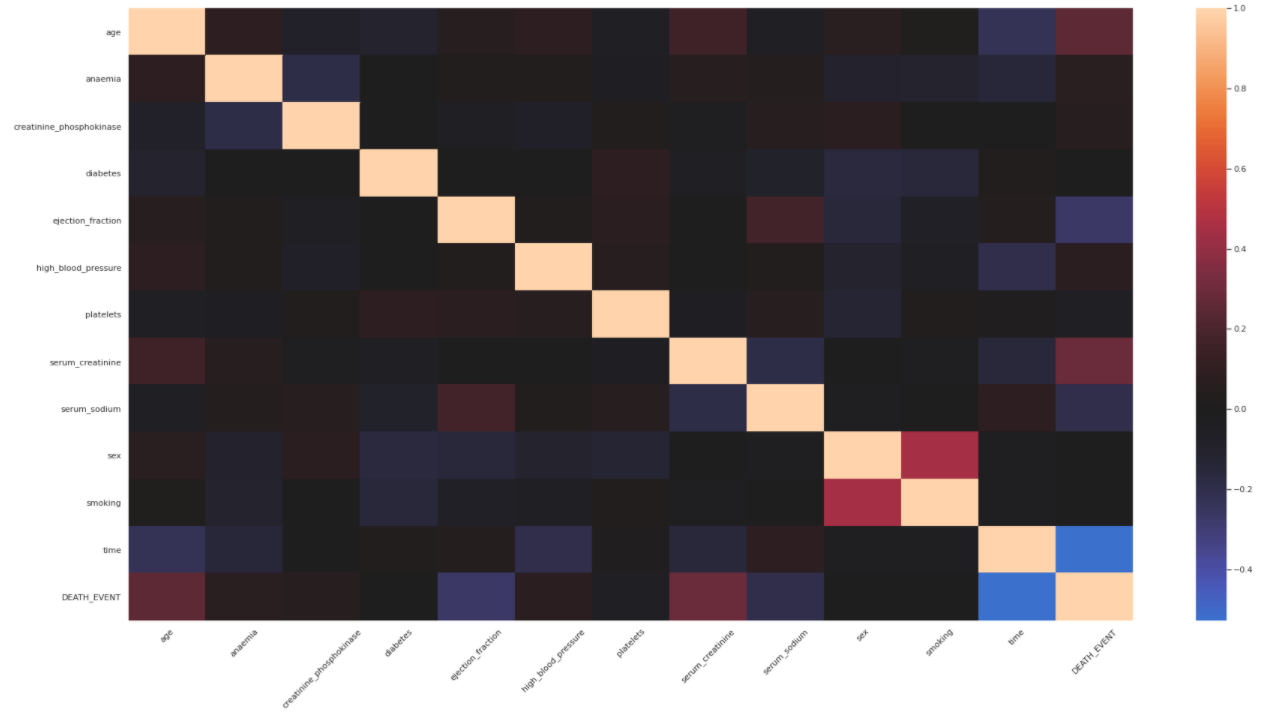 age
anaemia
creatinine_phosphokinase
diabetes
ejection_fraction
high_blood_pressure
platelets
serum_creatinine
serum_sodium
sex
smoking
time
DEATH_EVENT
age
anaemia
creatinine_phosphokinase
diabetes
ejection_fraction
high_blood_pressure
platelets
serum_creatinine
serum_sodium
sex
smoking
time
DEATH_EVENT
1.0
0.8
0.6
0.4
0.2
0.0
−0.2
−0.4